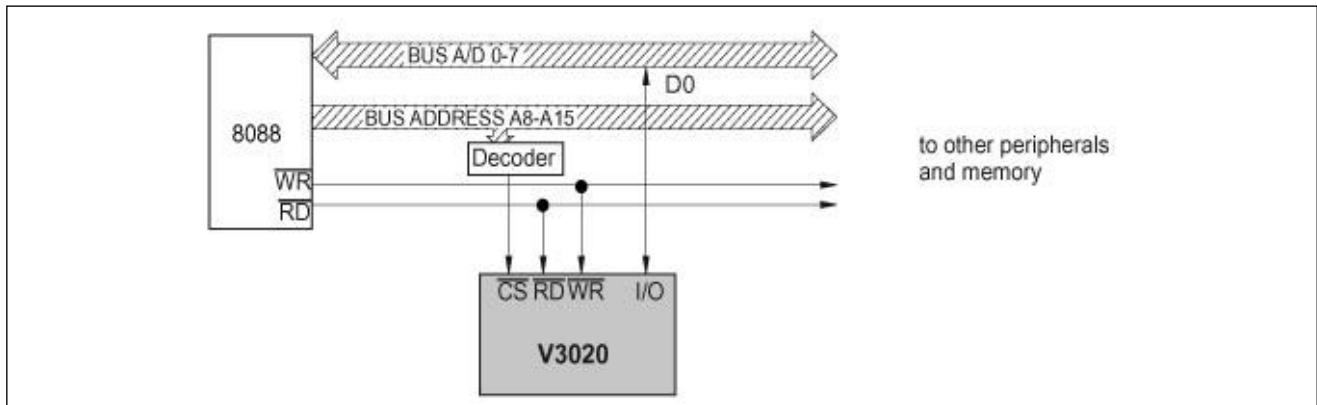 BUS A/D 0-7
D0
BUS ADDRESS A8-A15
8088
Decoder
to other peripherals
and memory
WR
RD
CS RD WR I/O
V3020